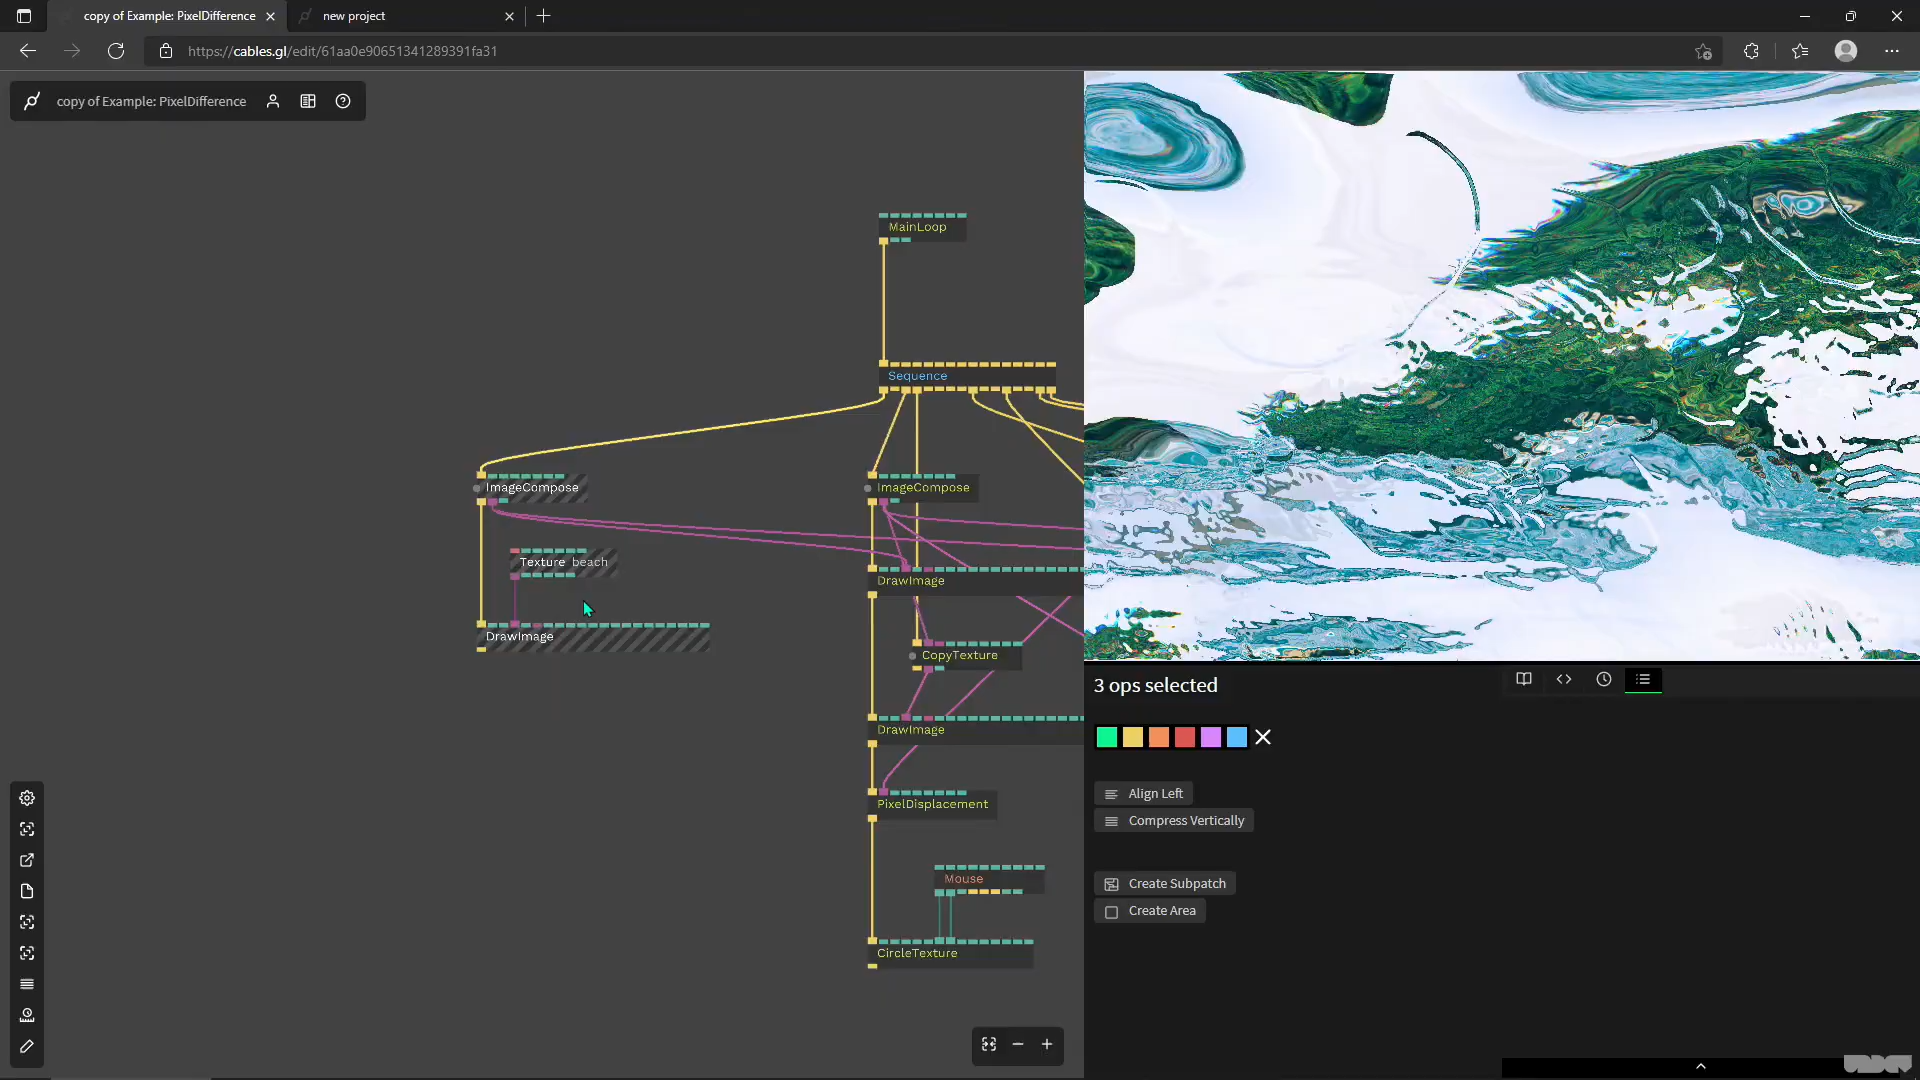 copy of Example: PixelDifference
new project
https://cables.gl/edit/61aa0e90651341289391fa31
copy of Example: PixelDifference
MainLoop
Sequence
ImageCompose
ImageCompose
Texture beach
DrawImage
DrawImage
CopyTexture
DrawImage
PixelDisplacement
Mouse
CircleTexture
3 ops selected
Align Left
Compress Vertically
Create Subpatch
Create Area